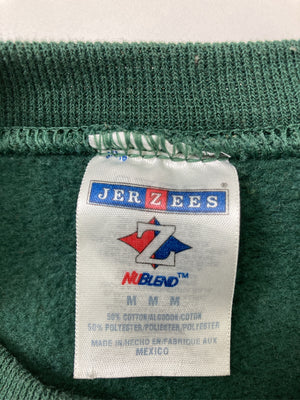 JERZEES®
Z
NUBLEND™
M M M
50% COTTON/ALGODON/COTON
50% POLYESTER/POLIESTER/POLYESTER
MADE IN/HECHO EN/FABRIQUE AUX
MEXICO